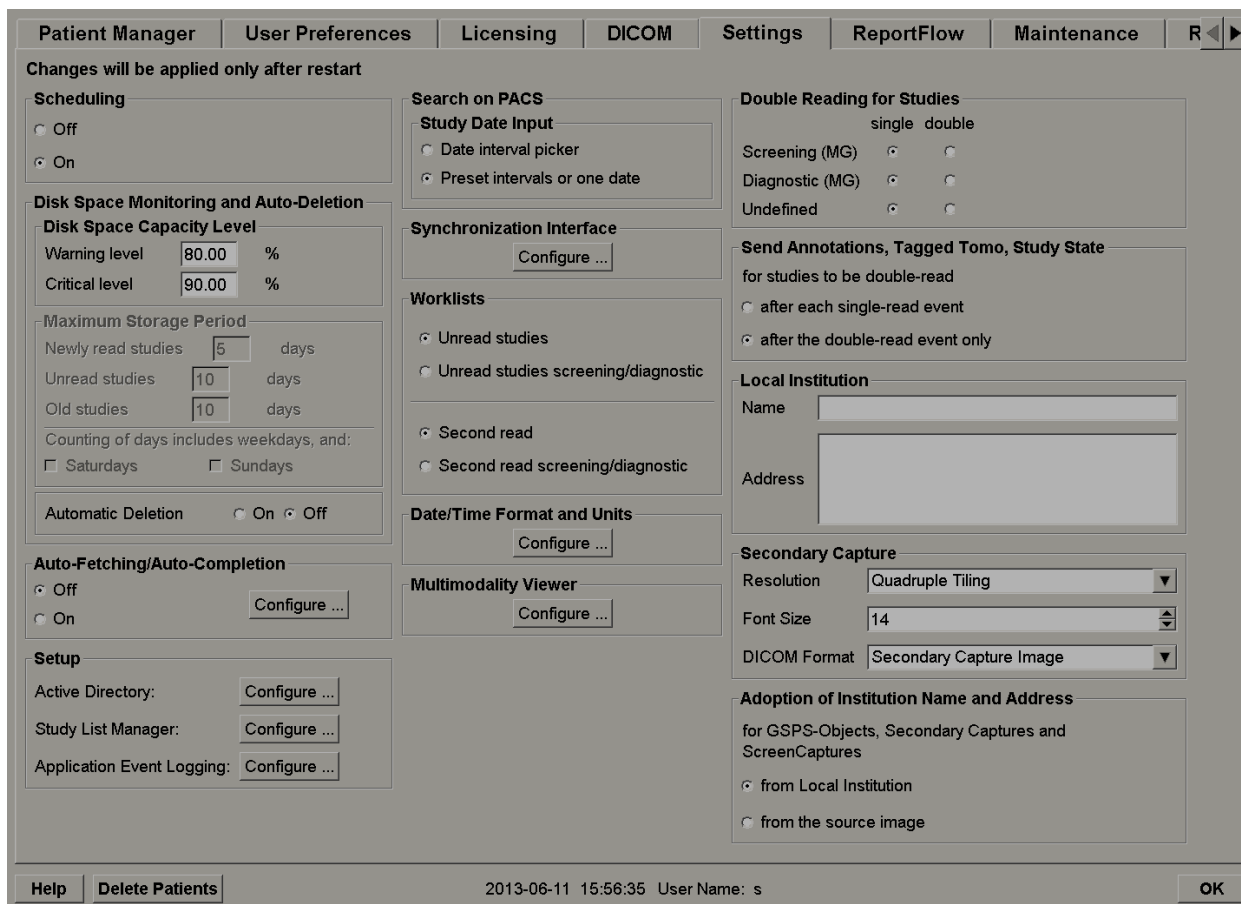 Patient Manager User Preferences Licensing DICOM Settings ReportFlow Maintenance R
Changes will be applied only after restart
Scheduling
Off
On
Disk Space Monitoring and Auto-Deletion
Disk Space Capacity Level
Warning level 80.00 %
Critical level 90.00 %
Maximum Storage Period
Newly read studies 5 days
Unread studies 10 days
Old studies 10 days
Counting of days includes weekdays, and:
Saturdays Sundays
Automatic Deletion On Off
Auto-Fetching/Auto-Completion
Off
On
Configure ...
Setup
Active Directory: Configure ...
Study List Manager: Configure ...
Application Event Logging: Configure ...
Search on PACS
Study Date Input
Date interval picker
Preset intervals or one date
Synchronization Interface
Configure ...
Worklists
Unread studies
Unread studies screening/diagnostic
Second read
Second read screening/diagnostic
Date/Time Format and Units
Configure ...
Multimodality Viewer
Configure ...
Double Reading for Studies
single double
Screening (MG)
Diagnostic (MG)
Undefined
Send Annotations, Tagged Tomo, Study State
for studies to be double-read
after each single-read event
after the double-read event only
Local Institution
Name
Address
Secondary Capture
Resolution Quadruple Tiling
Font Size 14
DICOM Format Secondary Capture Image
Adoption of Institution Name and Address
for GSPS-Objects, Secondary Captures and
ScreenCaptures
from Local Institution
from the source image
Help Delete Patients 2013-06-11 15:56:35 User Name: s OK